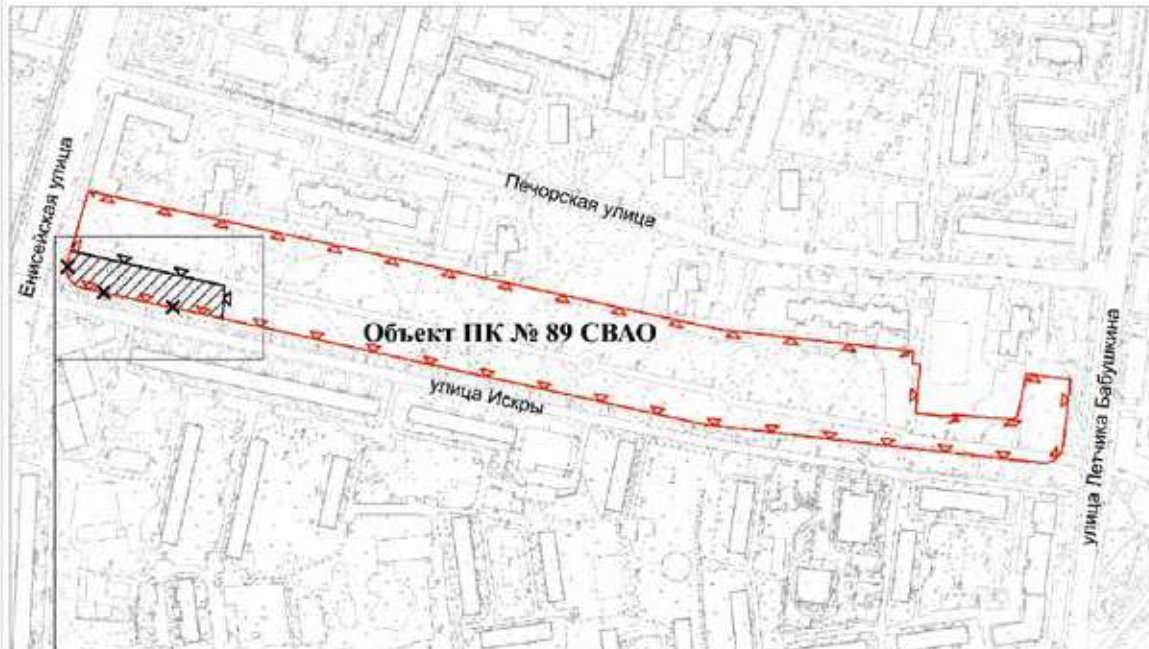 Енисейская улица
Печорская улица
Объект ПК № 89 СВАО
улица Искры
улица Летчика Бабушкина